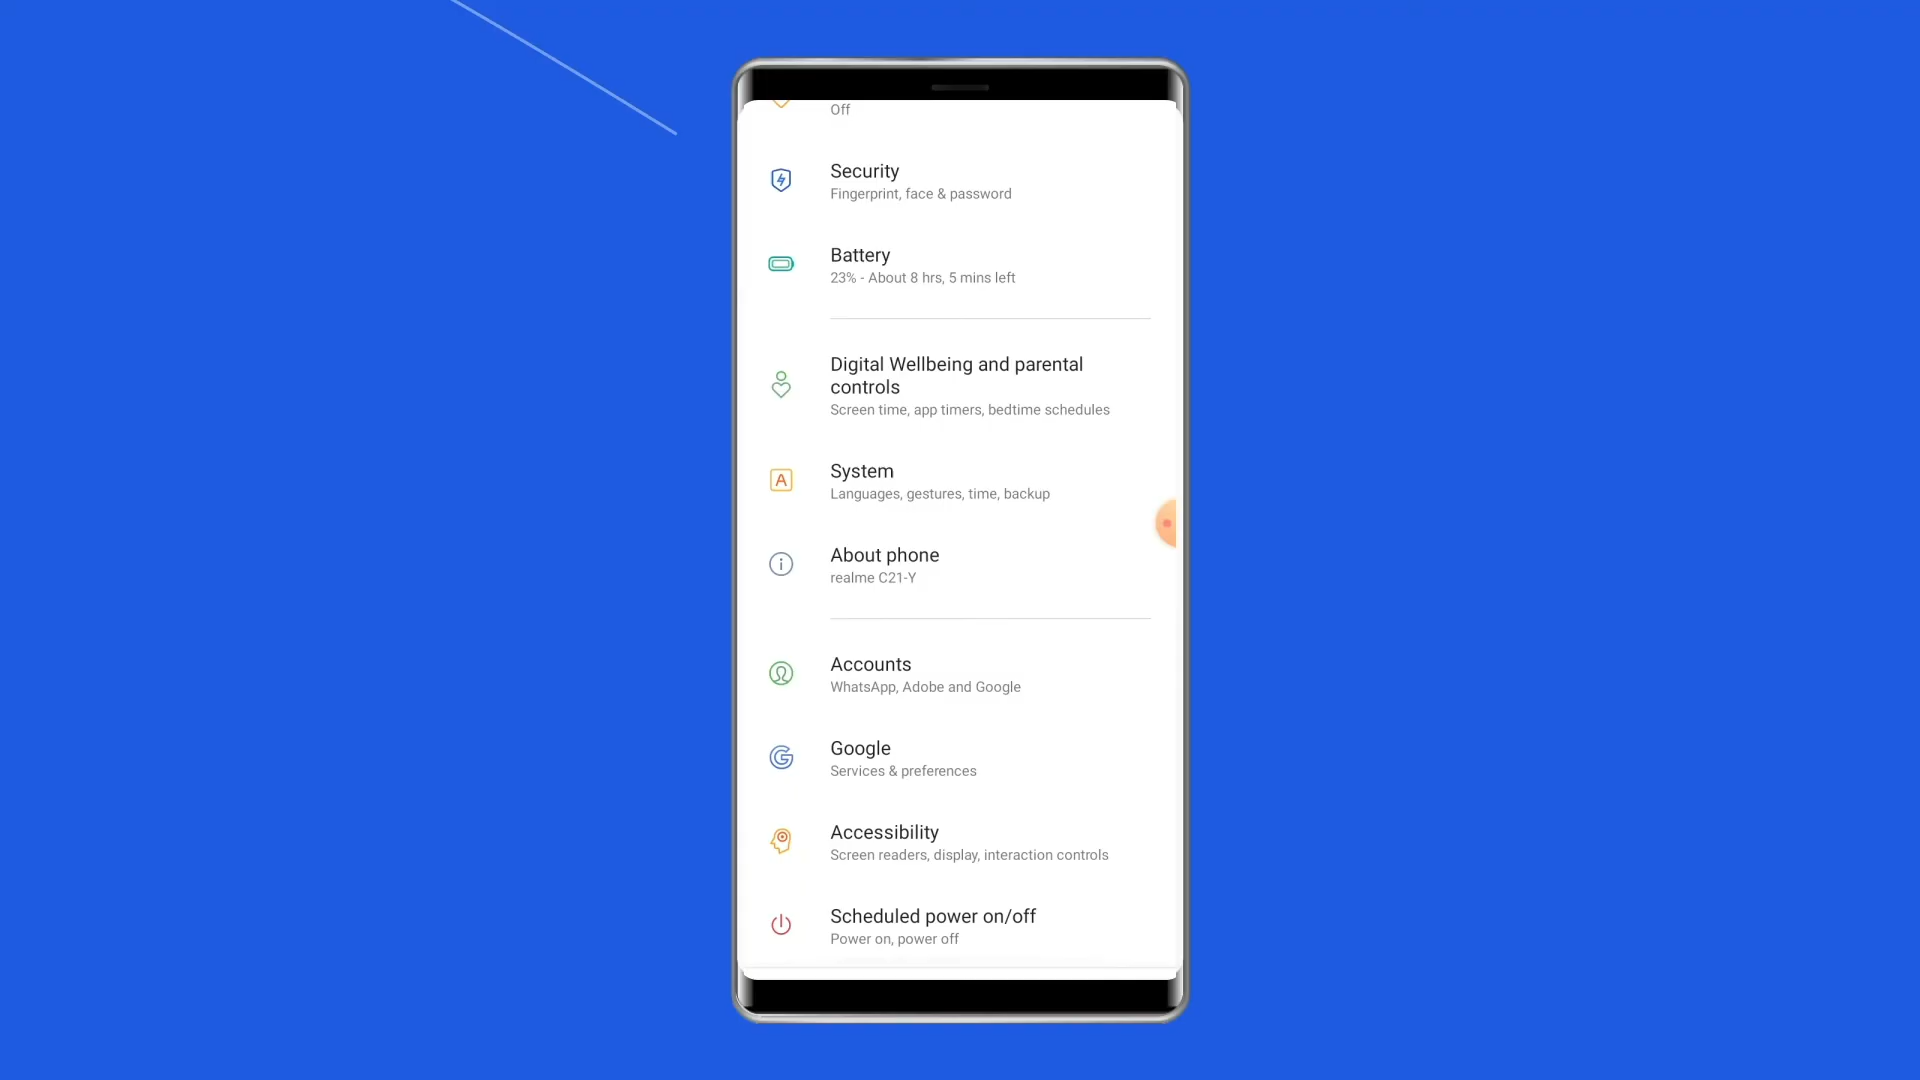 Off
Security
Fingerprint, face & password
Battery
23% - About 8 hrs, 5 mins left
Digital Wellbeing and parental
controls
Screen time, app timers, bedtime schedules
A
System
Languages, gestures, time, backup
About phone
realme C21-Y
Accounts
WhatsApp, Adobe and Google
Google
Services & preferences
Accessibility
Screen readers, display, interaction controls
Scheduled power on/off
Power on, power off